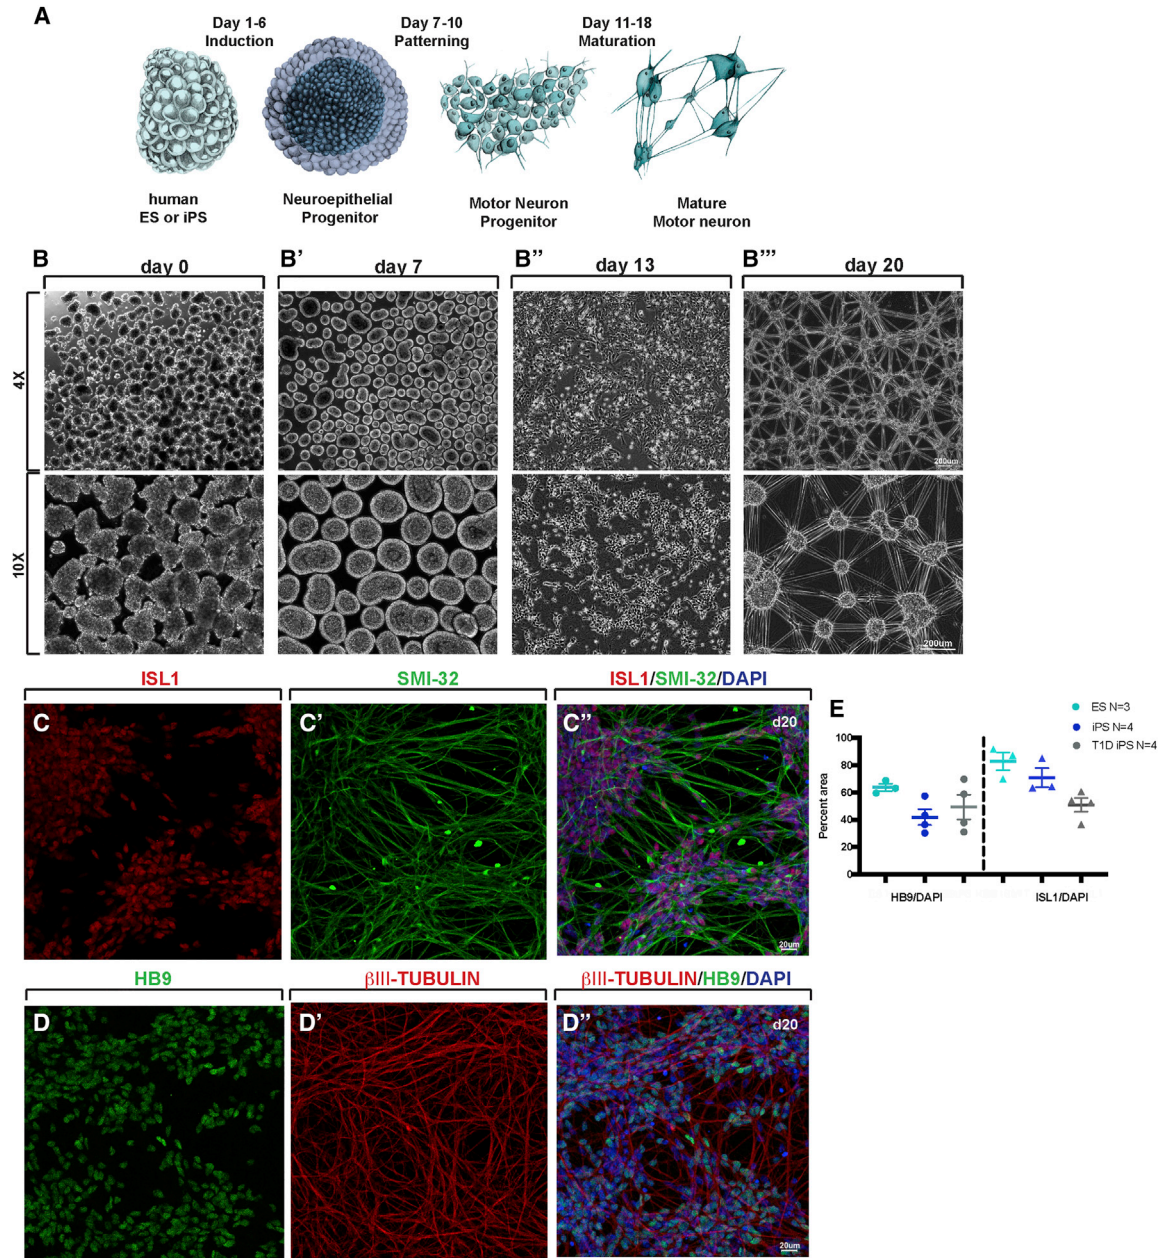 A
Day 1-6
Induction
Day 7-10
Patterning
Day 11-18
Maturation
human
ES or iPS
Neuroepithelial
Progenitor
Motor Neuron
Progenitor
Mature
Motor neuron
B
day 0
B'
day 7
B''
day 13
B'''
day 20
4X
200um
10X
200um
ISL1
SMI-32
ISL1/SMI-32/DAPI
C
C'
C''
d20
20um
E
ES N=3
iPS N=4
T1D iPS N=4
Percent area
100
80
60
40
20
0
HB9/DAPI
ISL1/DAPI
HB9
βIII-TUBULIN
βIII-TUBULIN/HB9/DAPI
D
D'
D''
d20
20um